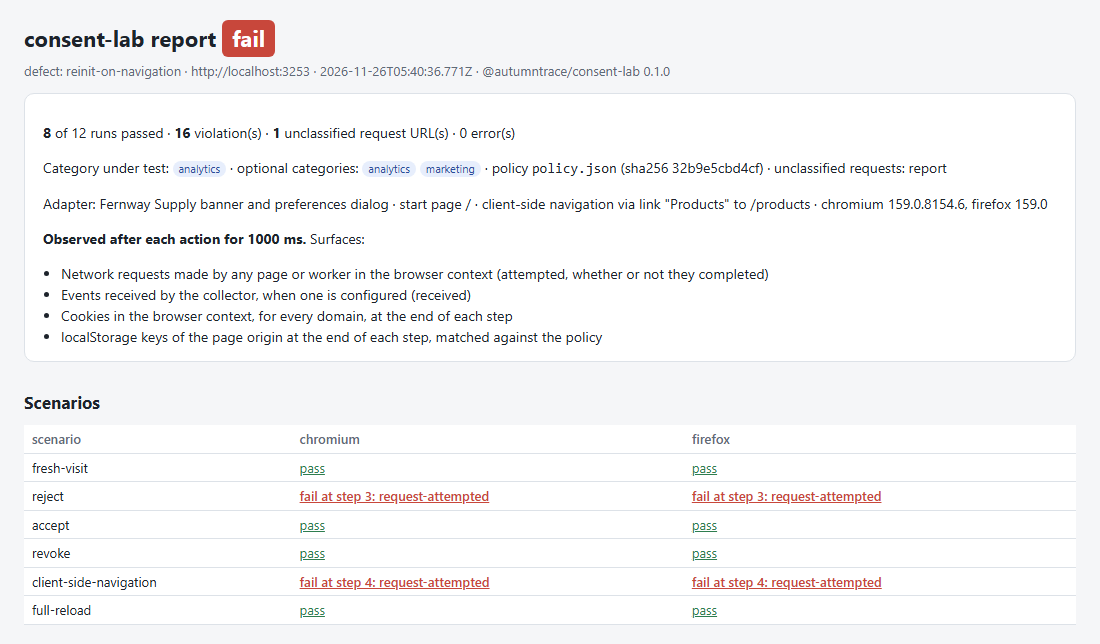 consent-lab report fail
defect: reinit-on-navigation · http://localhost:3253 · 2026-11-26T05:40:36.771Z · @autumntrace/consent-lab 0.1.0
8 of 12 runs passed · 16 violation(s) · 1 unclassified request URL(s) · 0 error(s)
Category under test: analytics · optional categories: analytics marketing · policy policy.json (sha256 32b9e5cbd4cf) · unclassified requests: report
Adapter: Fernway Supply banner and preferences dialog · start page / · client-side navigation via link "Products" to /products · chromium 159.0.8154.6, firefox 159.0
Observed after each action for 1000 ms. Surfaces:
• Network requests made by any page or worker in the browser context (attempted, whether or not they completed)
• Events received by the collector, when one is configured (received)
• Cookies in the browser context, for every domain, at the end of each step
• localStorage keys of the page origin at the end of each step, matched against the policy
Scenarios
scenario chromium firefox
fresh-visit pass pass
reject fail at step 3: request-attempted fail at step 3: request-attempted
accept pass pass
revoke pass pass
client-side-navigation fail at step 4: request-attempted fail at step 4: request-attempted
full-reload pass pass